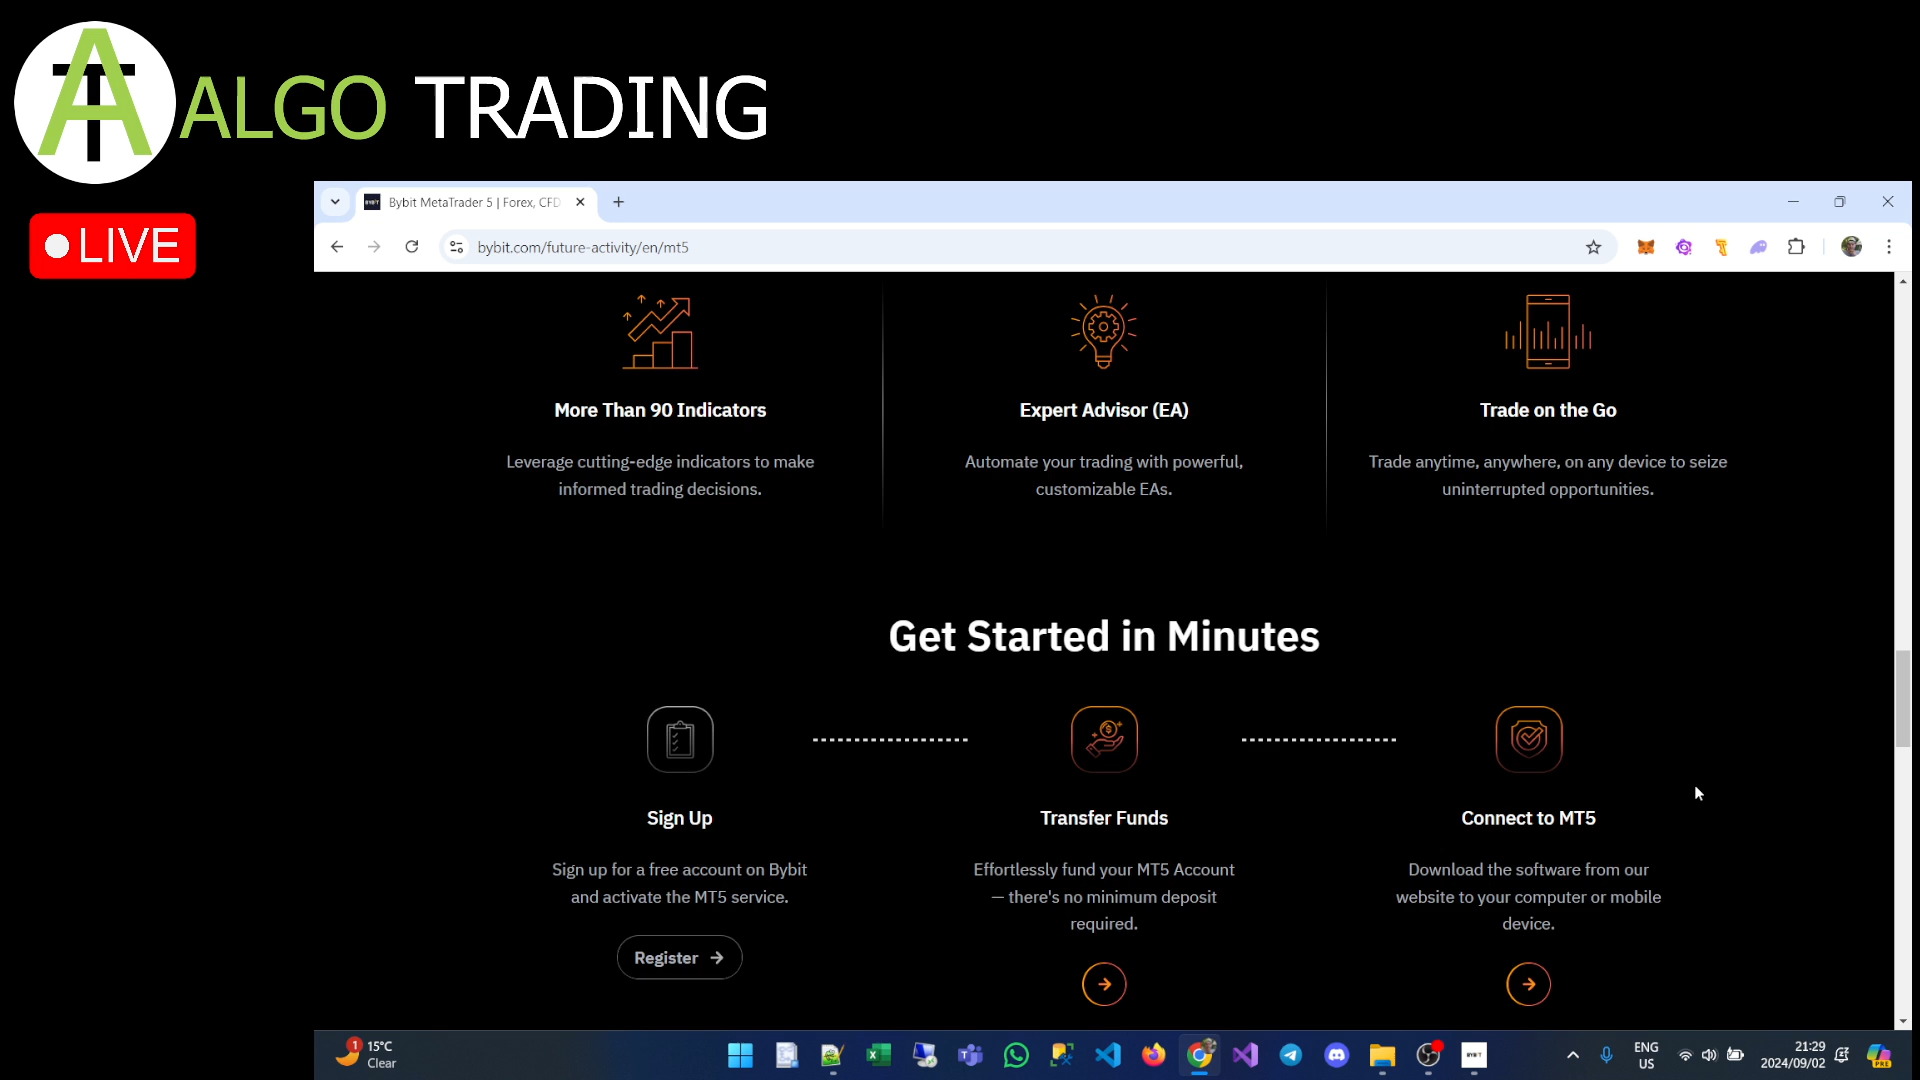 ALGO TRADING
LIVE
Bybit MetaTrader 5 | Forex, CFD
bybit.com/future-activity/en/mt5
More Than 90 Indicators
Leverage cutting-edge indicators to make
informed trading decisions.
Expert Advisor (EA)
Automate your trading with powerful,
customizable EAs.
Trade on the Go
Trade anytime, anywhere, on any device to seize
uninterrupted opportunities.
Get Started in Minutes
Sign Up
Sign up for a free account on Bybit
and activate the MT5 service.
Register
Transfer Funds
Effortlessly fund your MT5 Account
— there's no minimum deposit
required.
Connect to MT5
Download the software from our
website to your computer or mobile
device.
1
15°C
Clear
ENG
US
21:29
2024/09/02
PRE